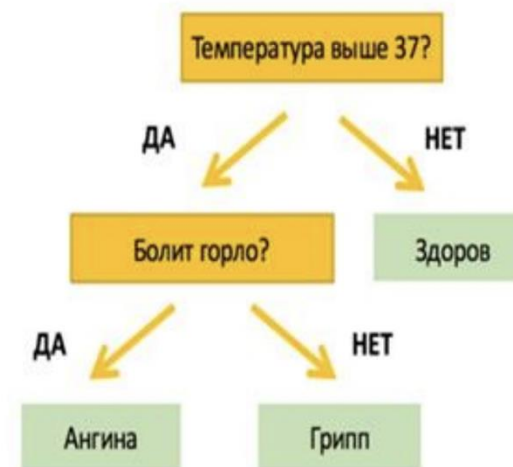 Температура выше 37?
ДА
НЕТ
Болит горло?
Здоров
ДА
НЕТ
Ангина
Грипп